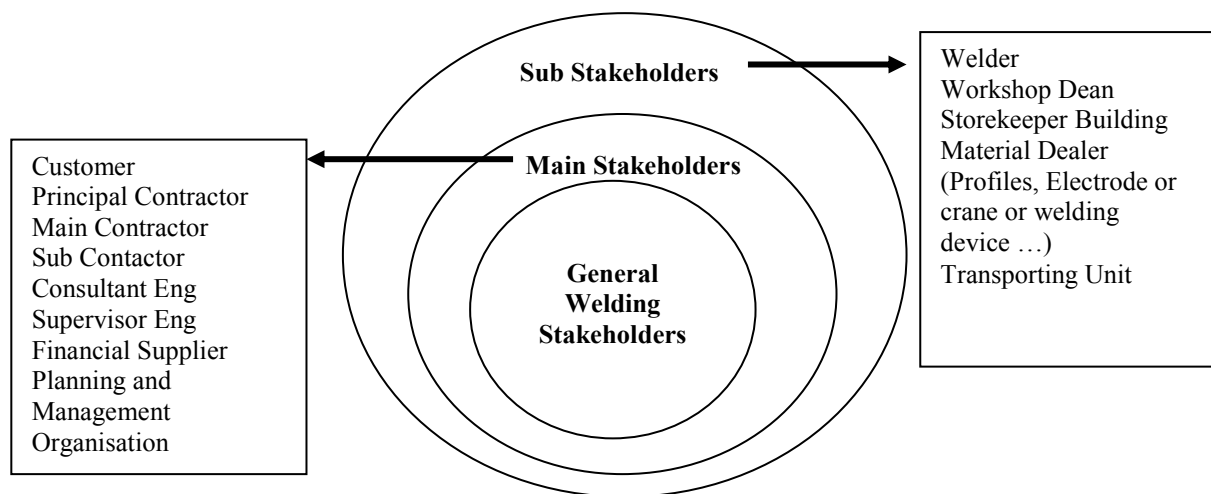 Sub Stakeholders
Welder
Workshop Dean
Storekeeper Building
Material Dealer
(Profiles, Electrode or
crane or welding
device …)
Transporting Unit
Main Stakeholders
Customer
Principal Contractor
Main Contractor
Sub Contactor
Consultant Eng
Supervisor Eng
Financial Supplier
Planning and
Management
Organisation
General
Welding
Stakeholders